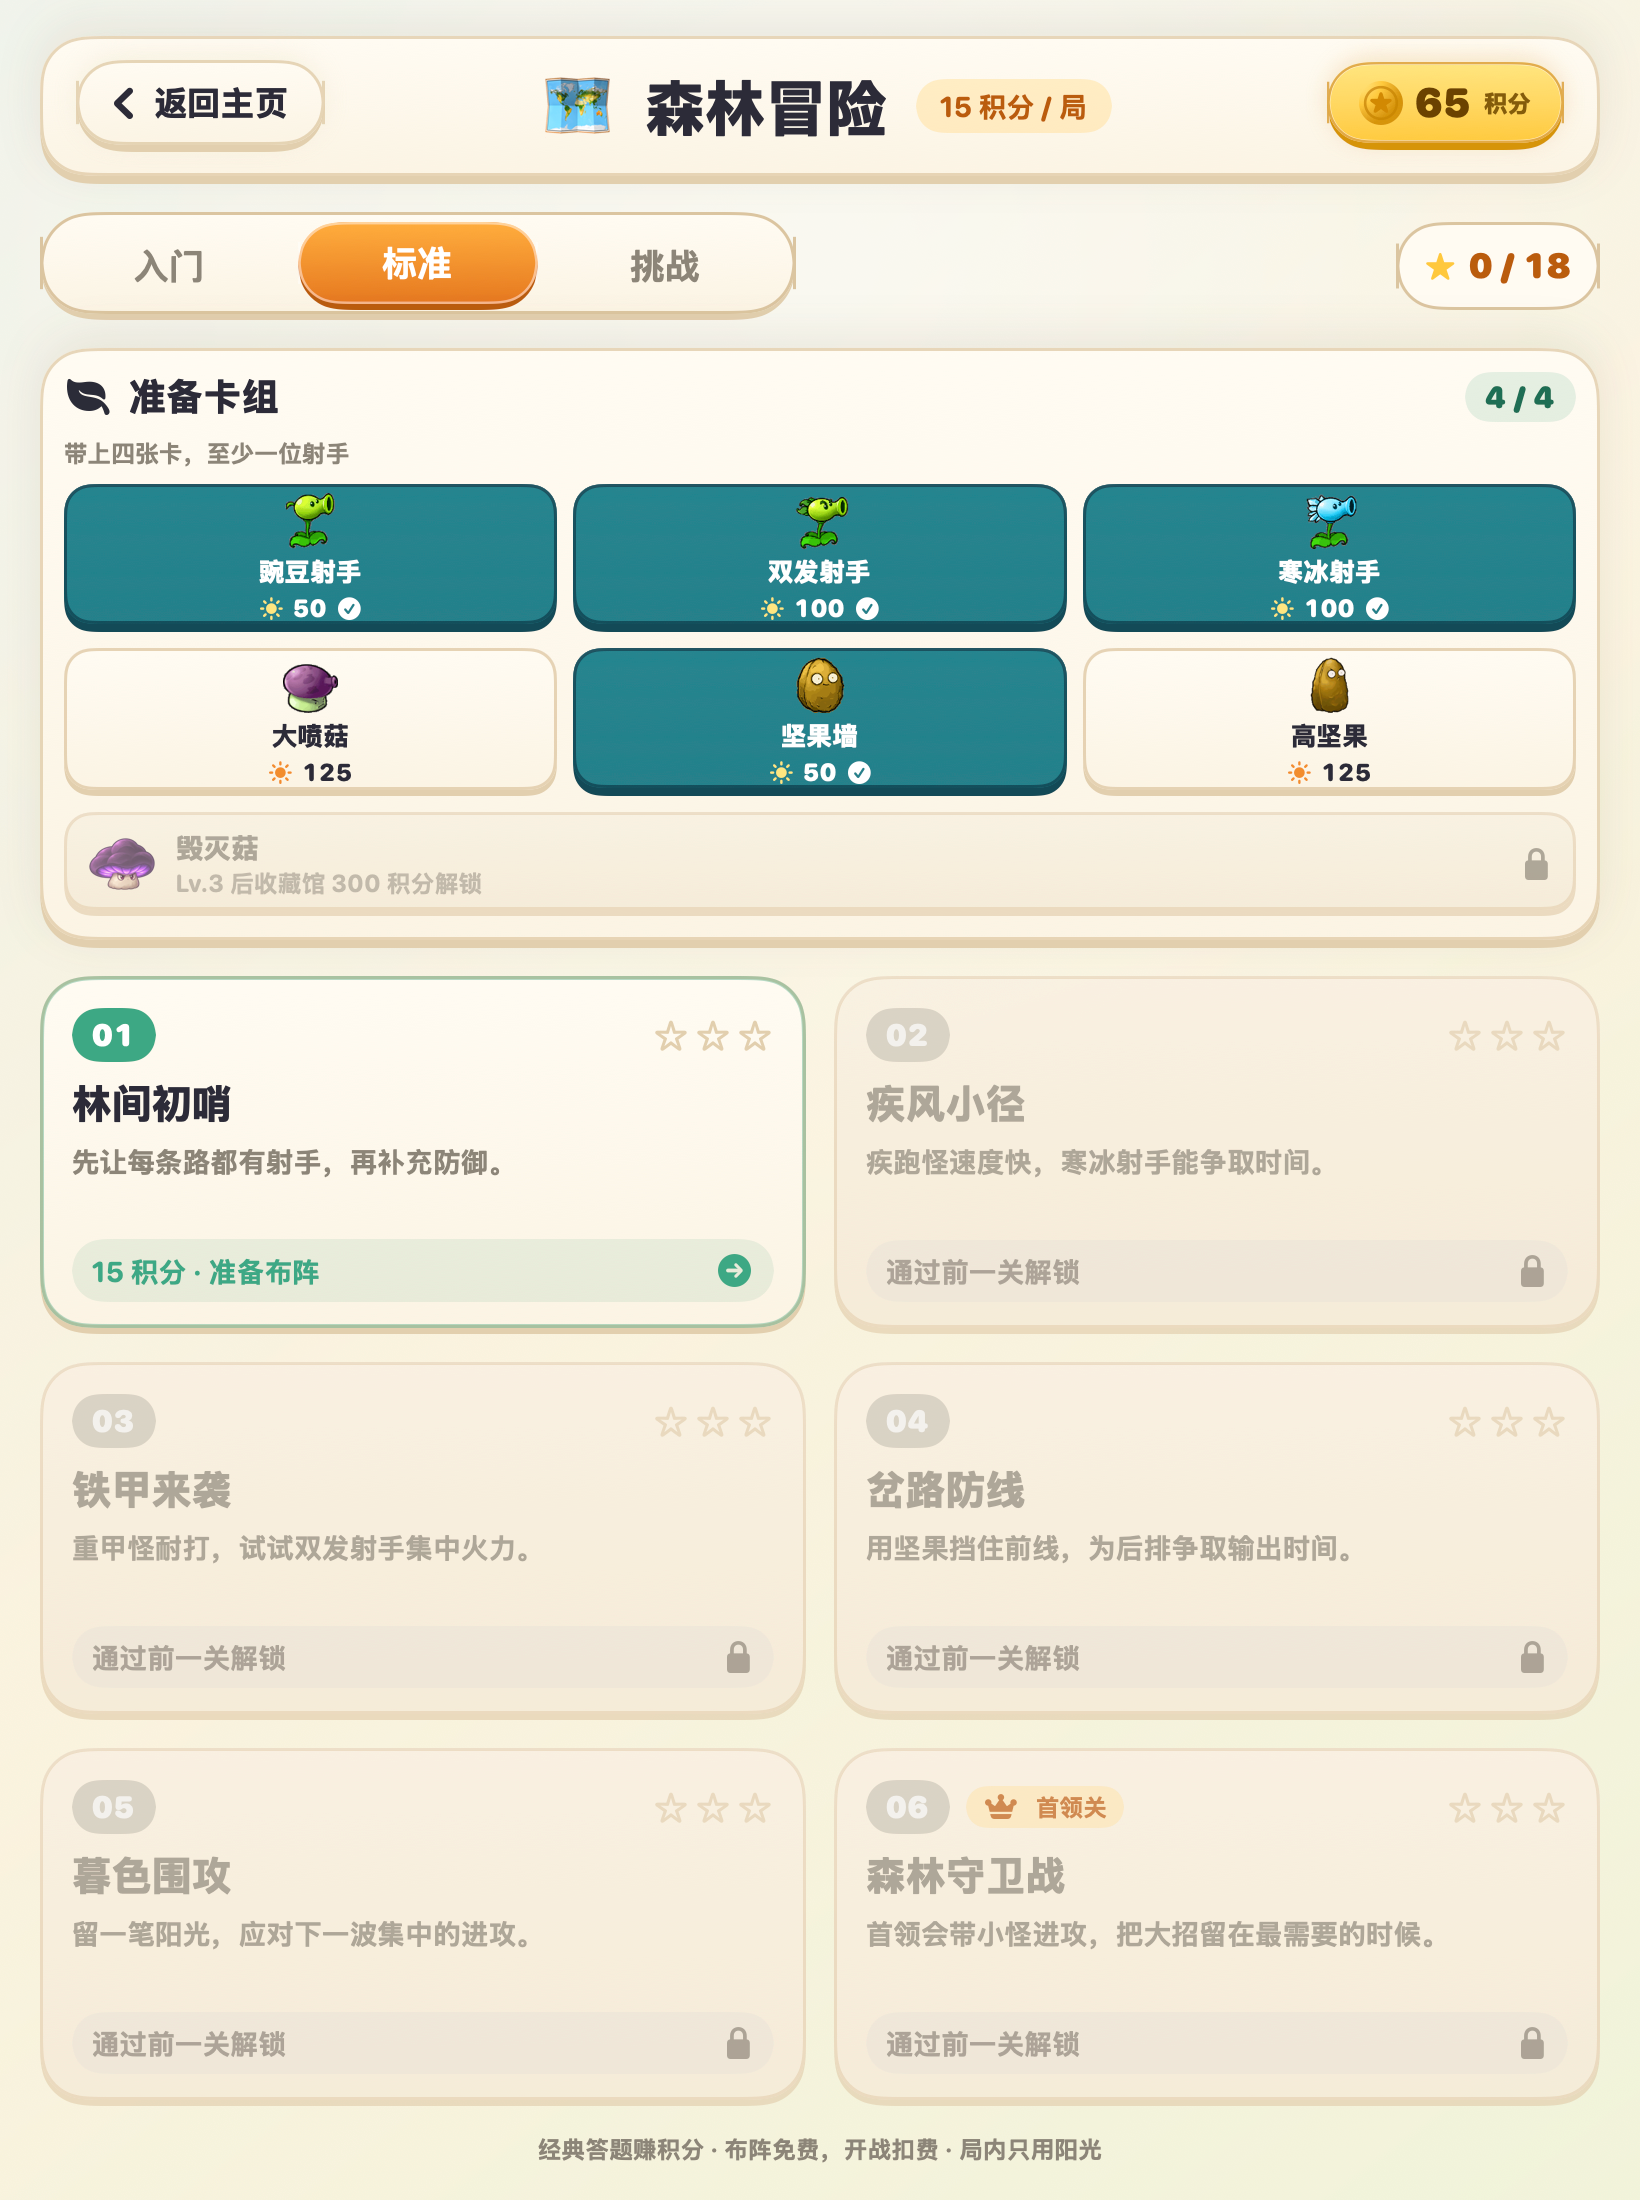 返回主页
森林冒险
15 积分 / 局
65 积分
入门
标准
挑战
0 / 18
准备卡组
4 / 4
带上四张卡，至少一位射手
豌豆射手
50
双发射手
100
寒冰射手
100
大喷菇
125
坚果墙
50
高坚果
125
毁灭菇
Lv.3 后收藏馆 300 积分解锁
01
林间初哨
先让每条路都有射手，再补充防御。
15 积分 · 准备布阵
02
疾风小径
疾跑怪速度快，寒冰射手能争取时间。
通过前一关解锁
03
铁甲来袭
重甲怪耐打，试试双发射手集中火力。
通过前一关解锁
04
岔路防线
用坚果挡住前线，为后排争取输出时间。
通过前一关解锁
05
暮色围攻
留一笔阳光，应对下一波集中的进攻。
通过前一关解锁
06
首领关
森林守卫战
首领会带小怪进攻，把大招留在最需要的时候。
通过前一关解锁
经典答题赚积分 · 布阵免费，开战扣费 · 局内只用阳光